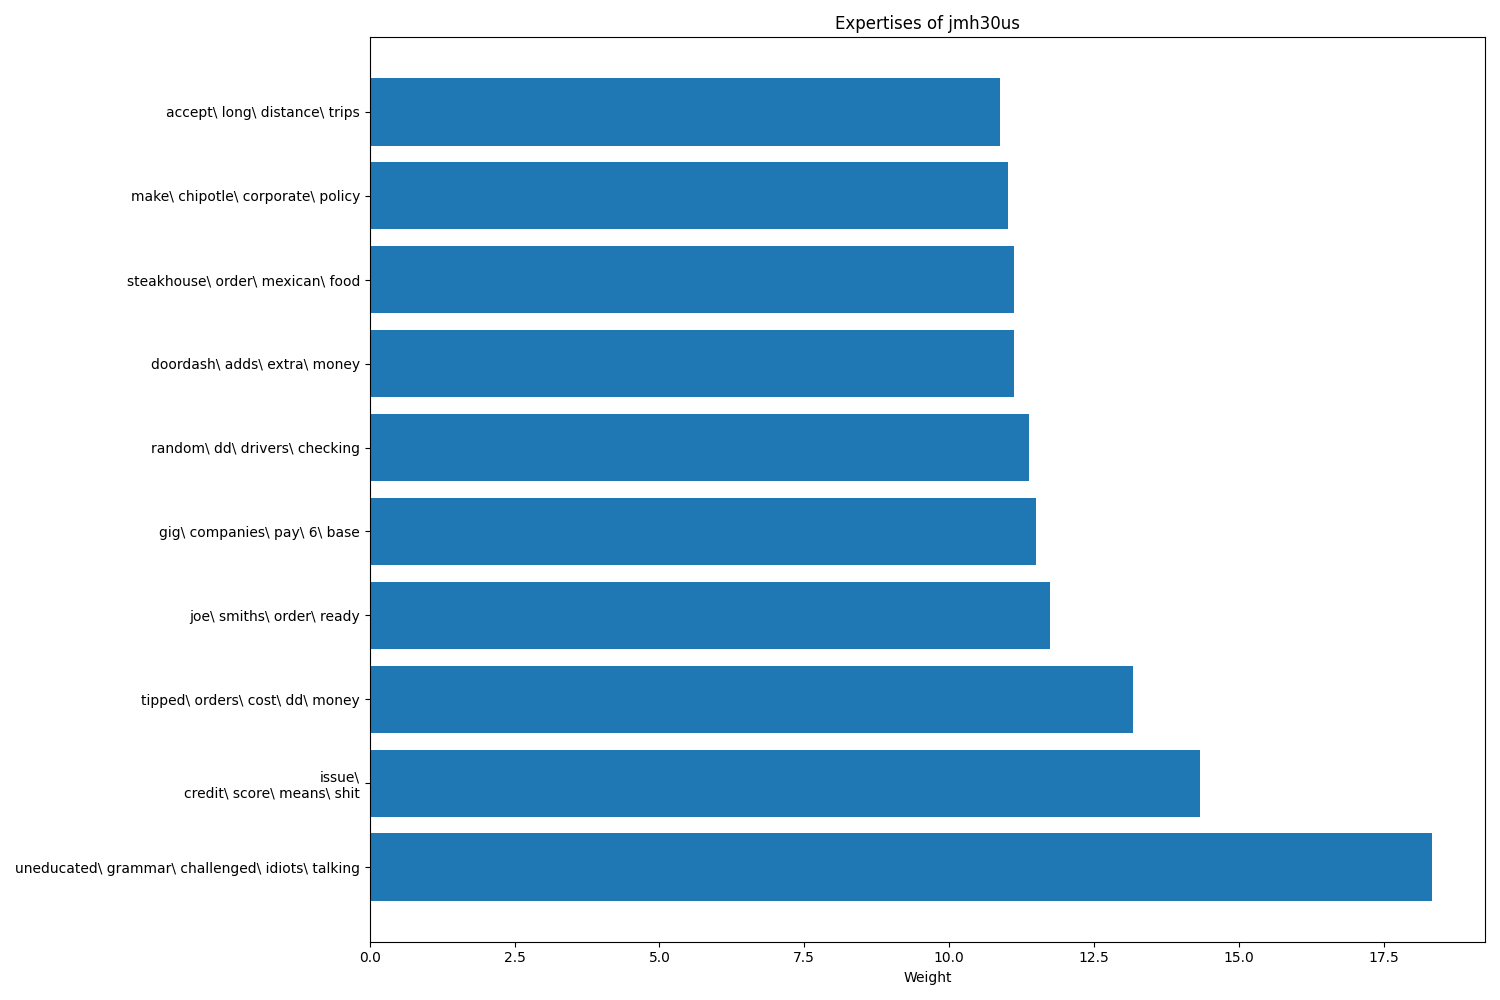 Expertises of jmh30us
accept\ long\ distance\ trips
make\ chipotle\ corporate\ policy
steakhouse\ order\ mexican\ food
doordash\ adds\ extra\ money
random\ dd\ drivers\ checking
gig\ companies\ pay\ 6\ base
joe\ smiths\ order\ ready
tipped\ orders\ cost\ dd\ money
issue\
credit\ score\ means\ shit
uneducated\ grammar\ challenged\ idiots\ talking
0.0 2.5 5.0 7.5 10.0 12.5 15.0 17.5
Weight